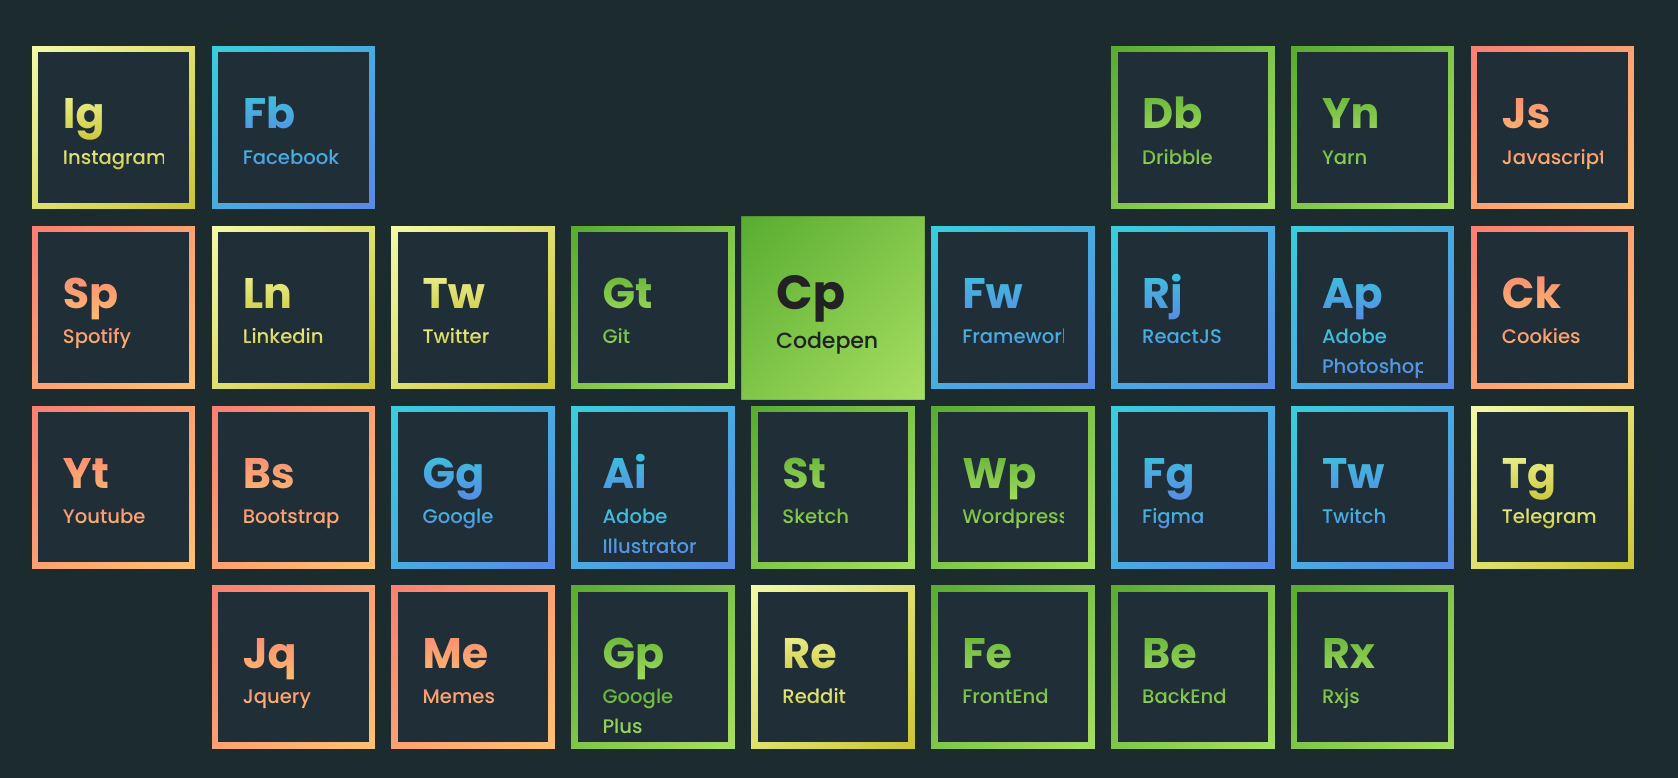 Ig
Instagram
Fb
Facebook
Db
Dribble
Yn
Yarn
Js
Javascript
Sp
Spotify
Ln
Linkedin
Tw
Twitter
Gt
Git
Cp
Codepen
Fw
Framewor
Rj
ReactJS
Ap
Adobe
Photoshop
Ck
Cookies
Yt
Youtube
Bs
Bootstrap
Gg
Google
Ai
Adobe
Illustrator
St
Sketch
Wp
Wordpress
Fg
Figma
Tw
Twitch
Tg
Telegram
Jq
Jquery
Me
Memes
Gp
Google
Plus
Re
Reddit
Fe
FrontEnd
Be
BackEnd
Rx
Rxjs